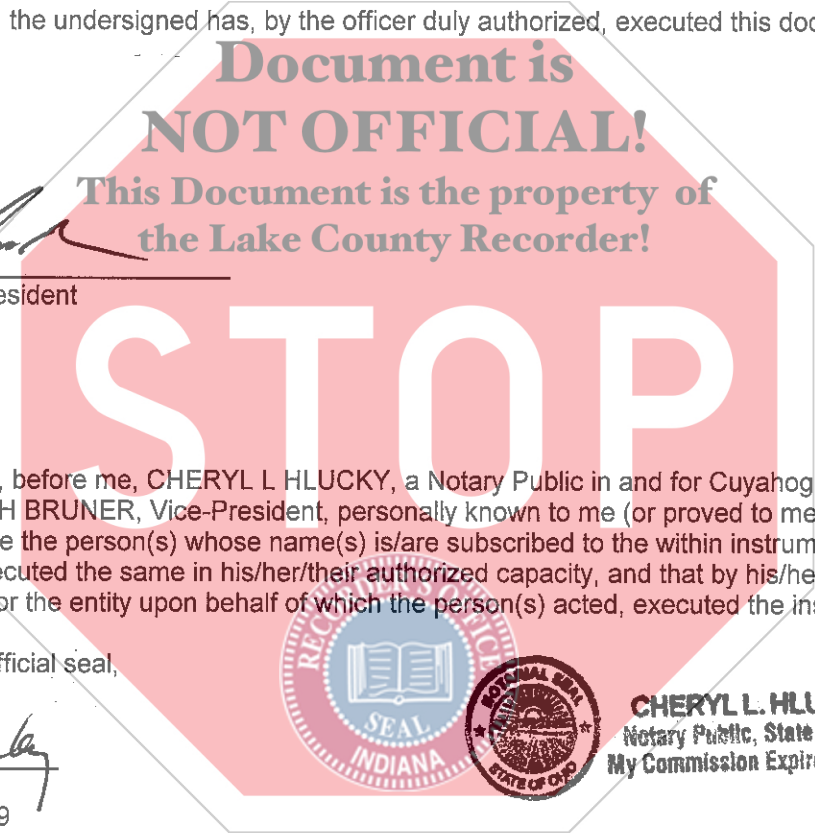 the undersigned has, by the officer duly authorized, executed this doc
Document is
NOT OFFICIAL!
This Document is the property of
the Lake County Recorder!
esident
STOP
, before me, CHERYL L HLUCKY, a Notary Public in and for Cuyahog
H BRUNER, Vice-President, personally known to me (or proved to me
e the person(s) whose name(s) is/are subscribed to the within instrum
ecuted the same in his/her/their authorized capacity, and that by his/he
or the entity upon behalf of which the person(s) acted, executed the ins
fficial seal,
RECORDER'S OFFICE
SEAL
INDIANA
NOTARIAL SEAL
STATE OF OHIO
CHERYL L. HLU
Notary Public, State
My Commission Expire
9